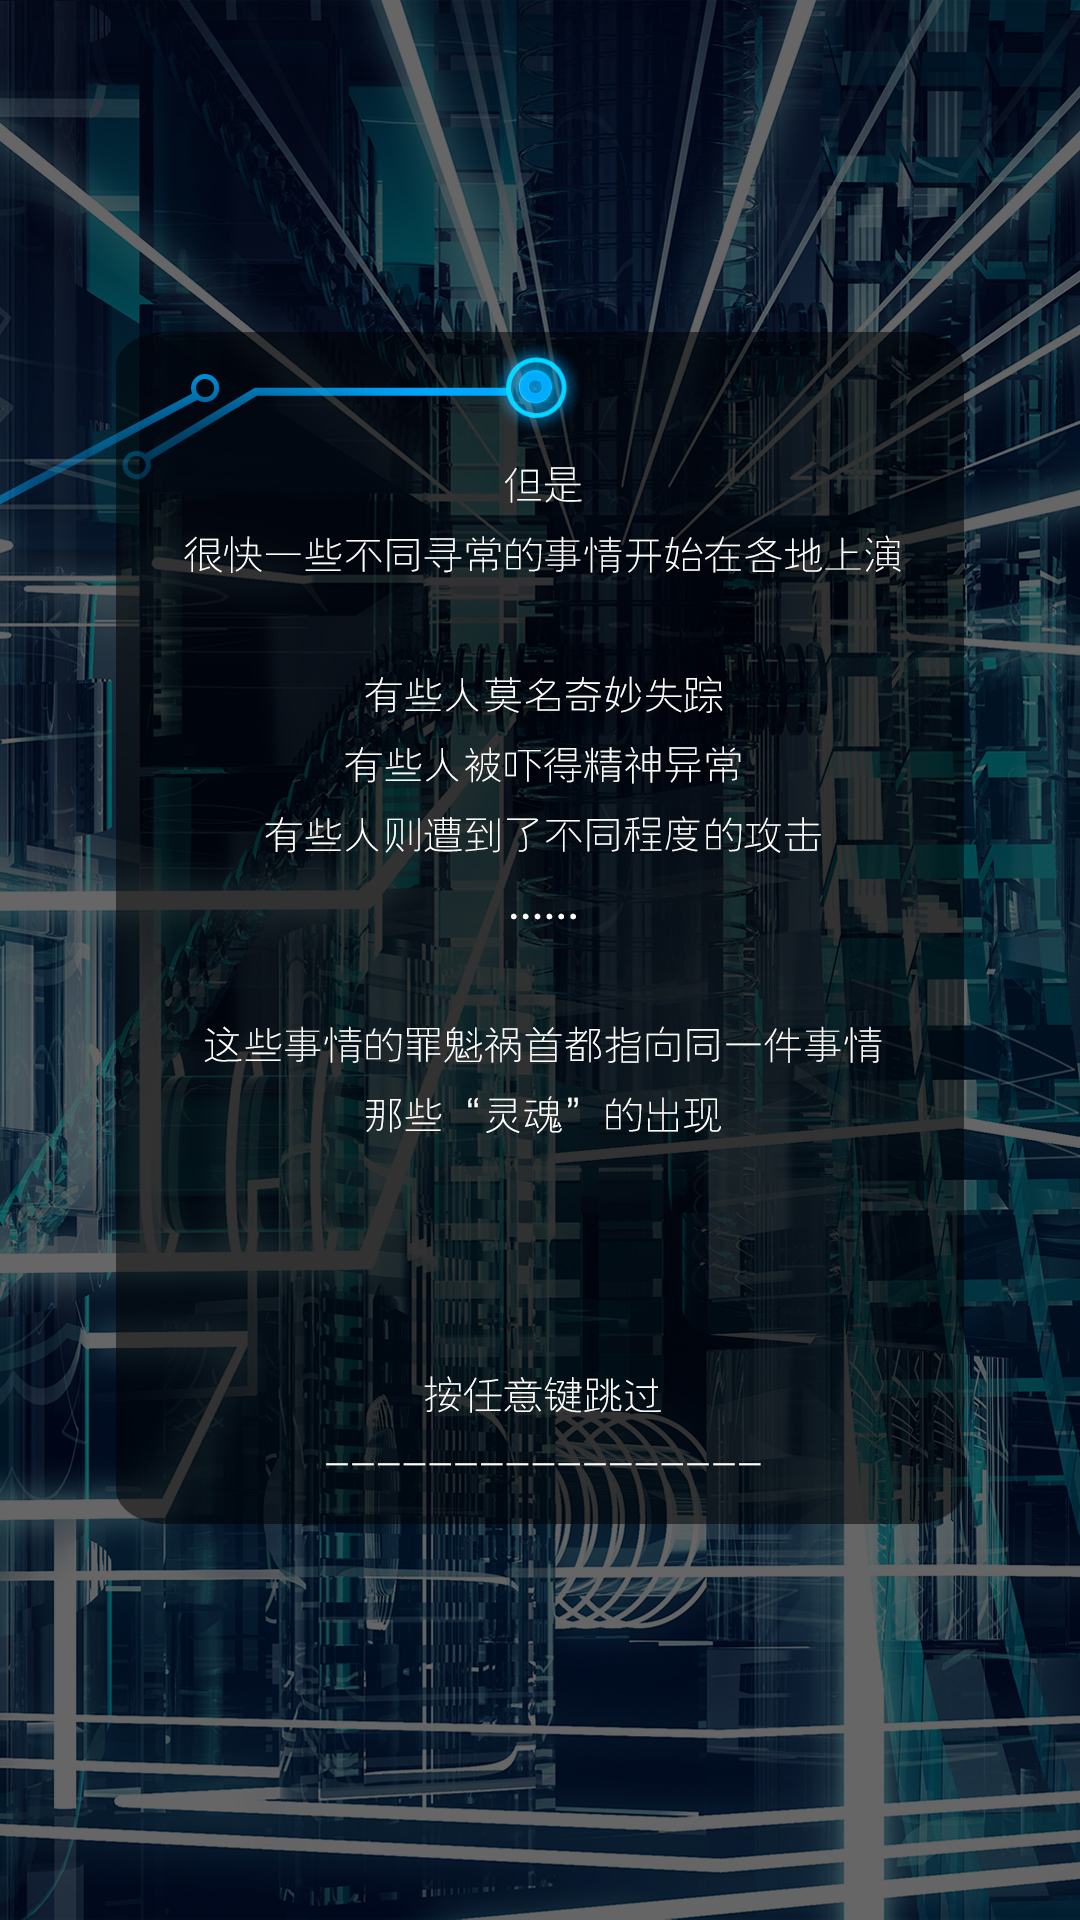 但是
很快一些不同寻常的事情开始在各地上演
有些人莫名奇妙失踪
有些人被吓得精神异常
有些人则遭到了不同程度的攻击
······
这些事情的罪魁祸首都指向同一件事情
那些“灵魂”的出现
按任意键跳过